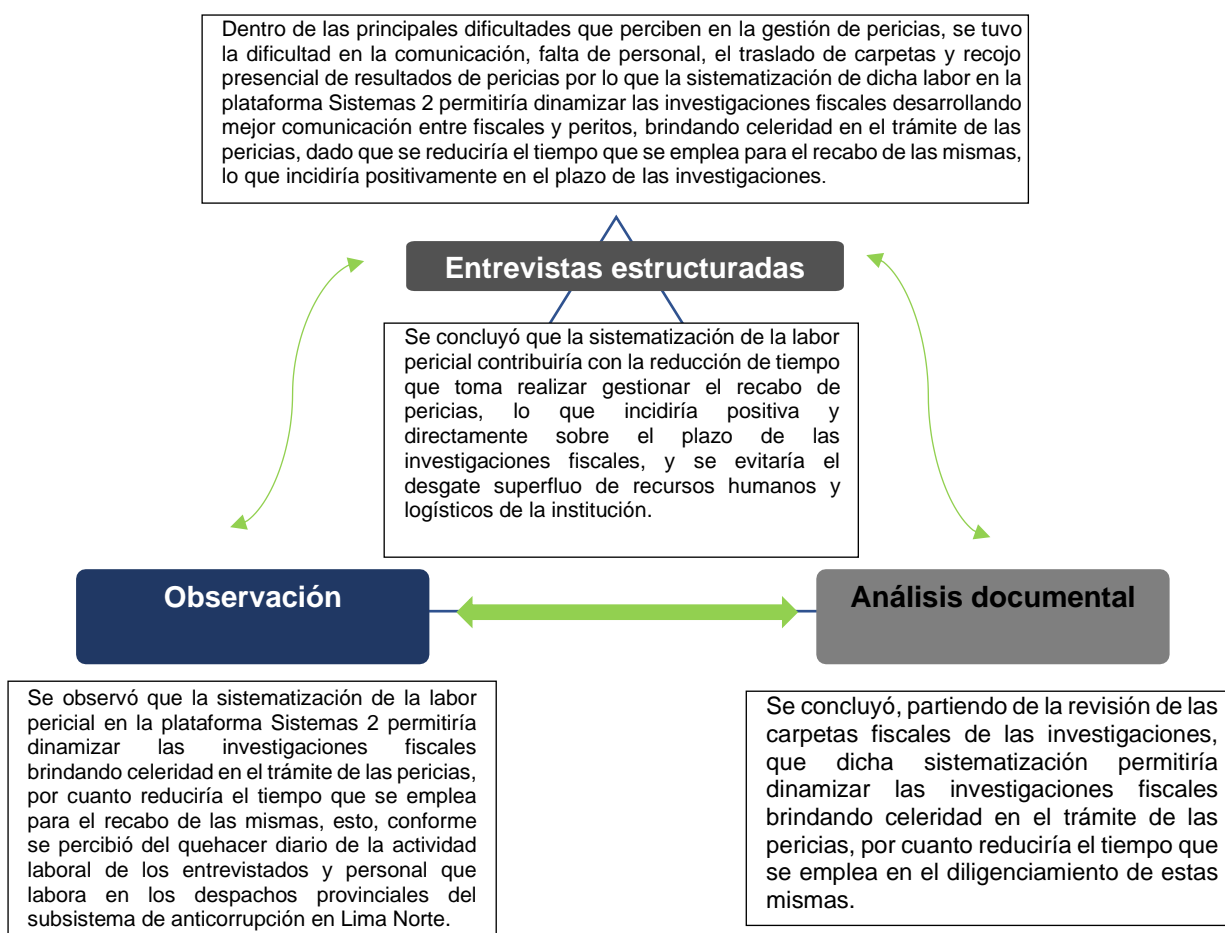 Dentro de las principales dificultades que perciben en la gestión de pericias, se tuvo
la dificultad en la comunicación, falta de personal, el traslado de carpetas y recojo
presencial de resultados de pericias por lo que la sistematización de dicha labor en la
plataforma Sistemas 2 permitiría dinamizar las investigaciones fiscales desarrollando
mejor comunicación entre fiscales y peritos, brindando celeridad en el trámite de las
pericias, dado que se reduciría el tiempo que se emplea para el recabo de las mismas,
lo que incidiría positivamente en el plazo de las investigaciones.
Entrevistas estructuradas
Se concluyó que la sistematización de la labor
pericial contribuiría con la reducción de tiempo
que toma realizar gestionar el recabo de
pericias, lo que incidiría positiva y
directamente sobre el plazo de las
investigaciones fiscales, y se evitaría el
desgate superfluo de recursos humanos y
logísticos de la institución.
Observación
Análisis documental
Se observó que la sistematización de la labor
pericial en la plataforma Sistemas 2 permitiría
dinamizar las investigaciones fiscales
brindando celeridad en el trámite de las pericias,
por cuanto reduciría el tiempo que se emplea
para el recabo de las mismas, esto, conforme
se percibió del quehacer diario de la actividad
laboral de los entrevistados y personal que
labora en los despachos provinciales del
subsistema de anticorrupción en Lima Norte.
Se concluyó, partiendo de la revisión de las
carpetas fiscales de las investigaciones,
que dicha sistematización permitiría
dinamizar las investigaciones fiscales
brindando celeridad en el trámite de las
pericias, por cuanto reduciría el tiempo que
se emplea en el diligenciamiento de estas
mismas.